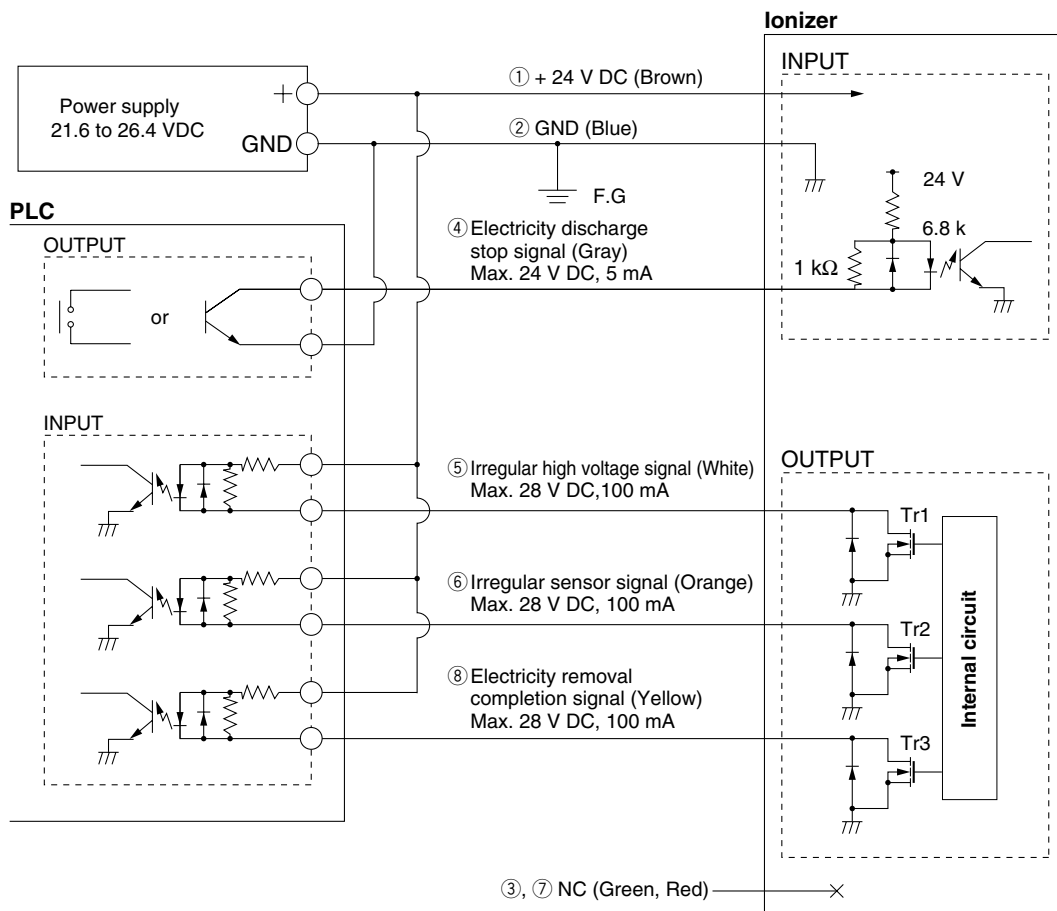 Ionizer
INPUT
Power supply
21.6 to 26.4 VDC
+
GND
① + 24 V DC (Brown)
② GND (Blue)
F.G
24 V
6.8 k
1 kΩ
PLC
OUTPUT
or
④ Electricity discharge
stop signal (Gray)
Max. 24 V DC, 5 mA
INPUT
⑤ Irregular high voltage signal (White)
Max. 28 V DC,100 mA
⑥ Irregular sensor signal (Orange)
Max. 28 V DC, 100 mA
⑧ Electricity removal
completion signal (Yellow)
Max. 28 V DC, 100 mA
OUTPUT
Tr1
Tr2
Tr3
Internal circuit
③, ⑦ NC (Green, Red)